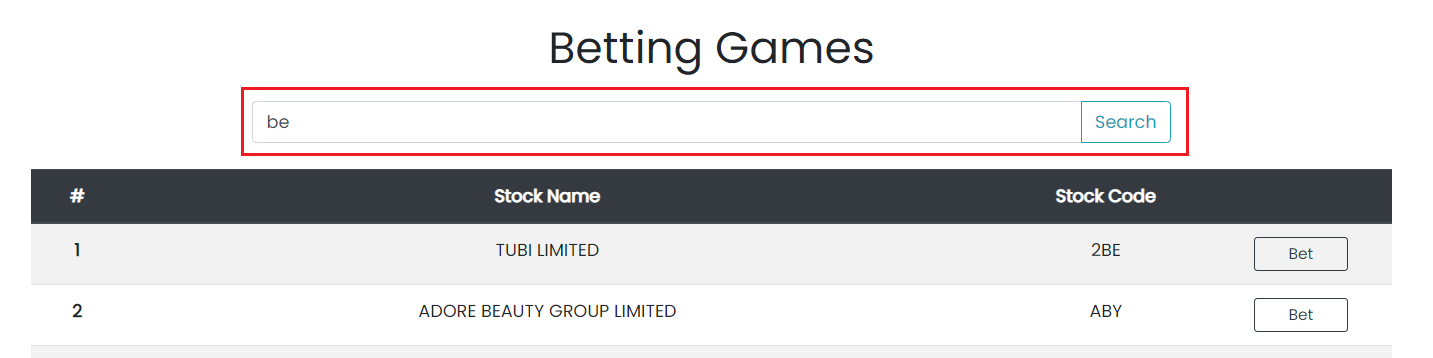 Betting Games
be Search
# Stock Name Stock Code
1 TUBI LIMITED 2BE Bet
2 ADORE BEAUTY GROUP LIMITED ABY Bet